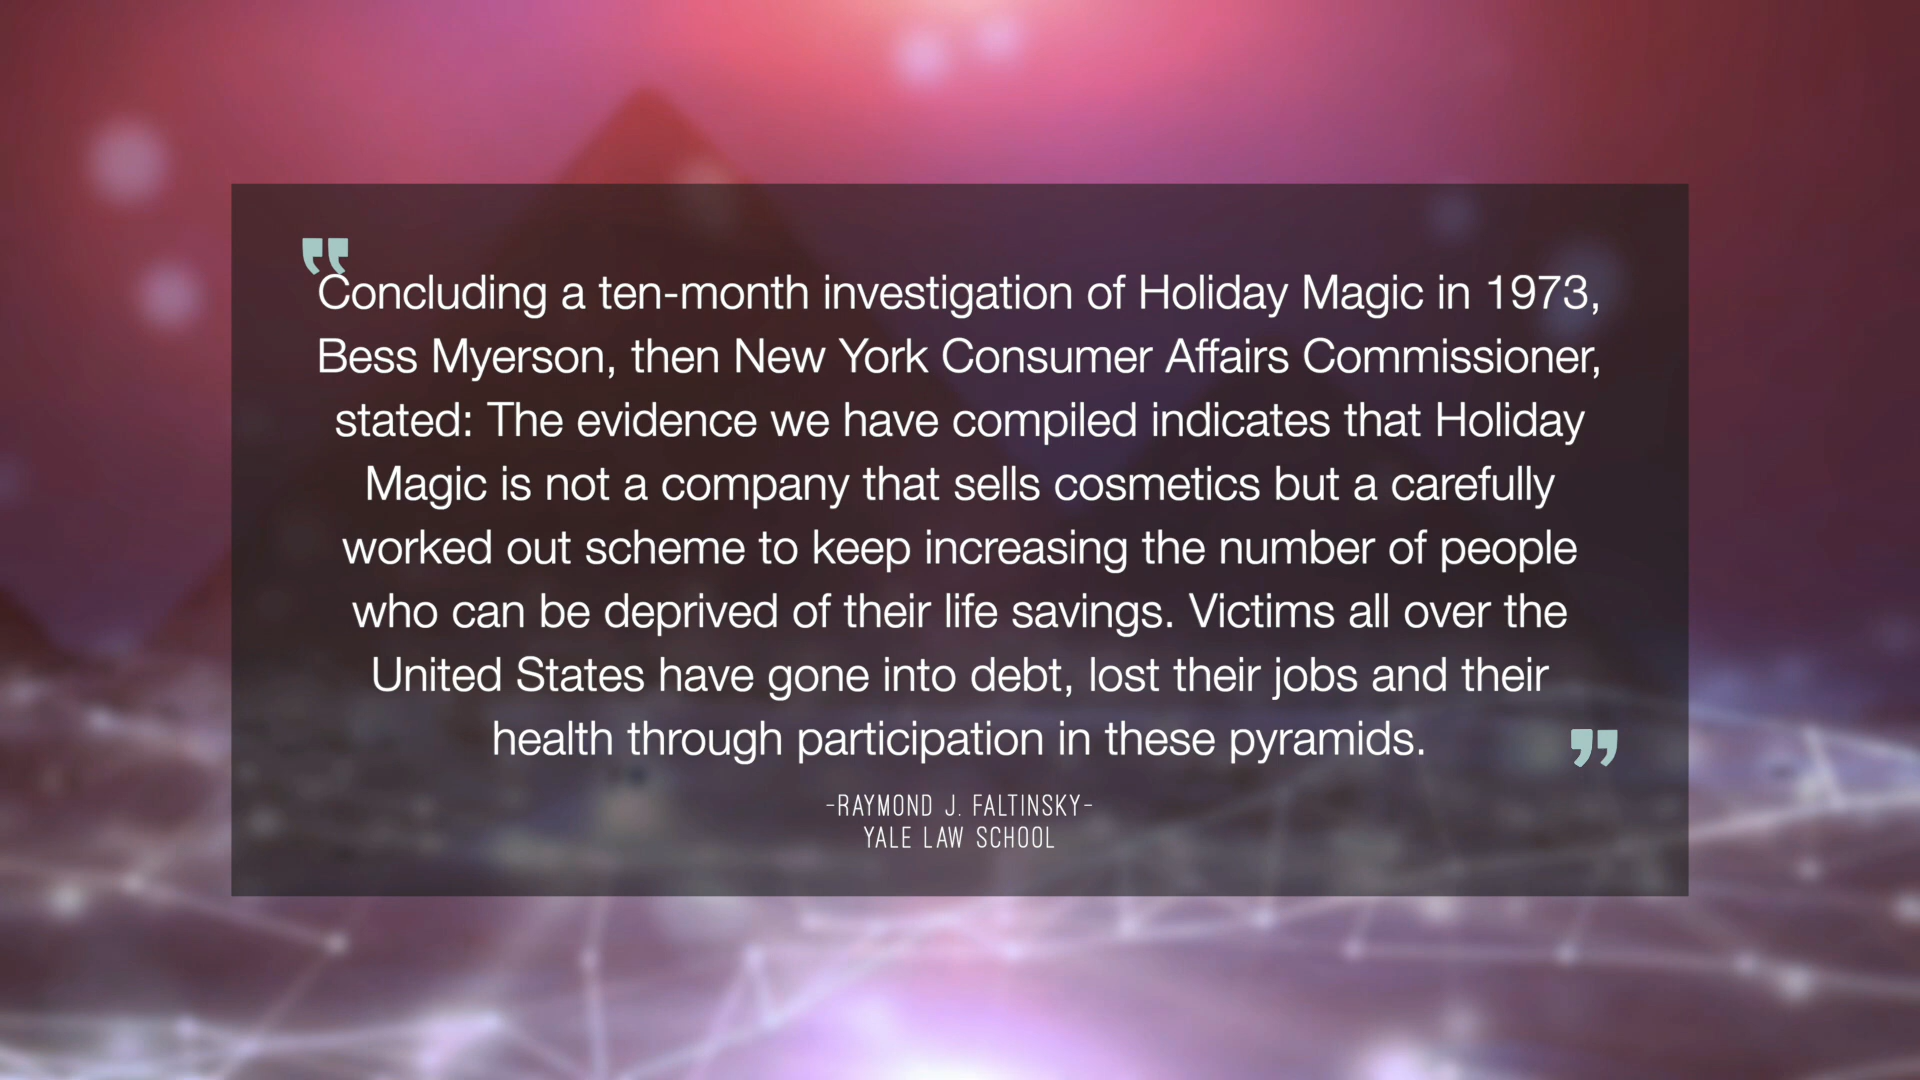 "Concluding a ten-month investigation of Holiday Magic in 1973,
Bess Myerson, then New York Consumer Affairs Commissioner,
stated: The evidence we have compiled indicates that Holiday
Magic is not a company that sells cosmetics but a carefully
worked out scheme to keep increasing the number of people
who can be deprived of their life savings. Victims all over the
United States have gone into debt, lost their jobs and their
health through participation in these pyramids."
-RAYMOND J. FALTINSKY-
YALE LAW SCHOOL